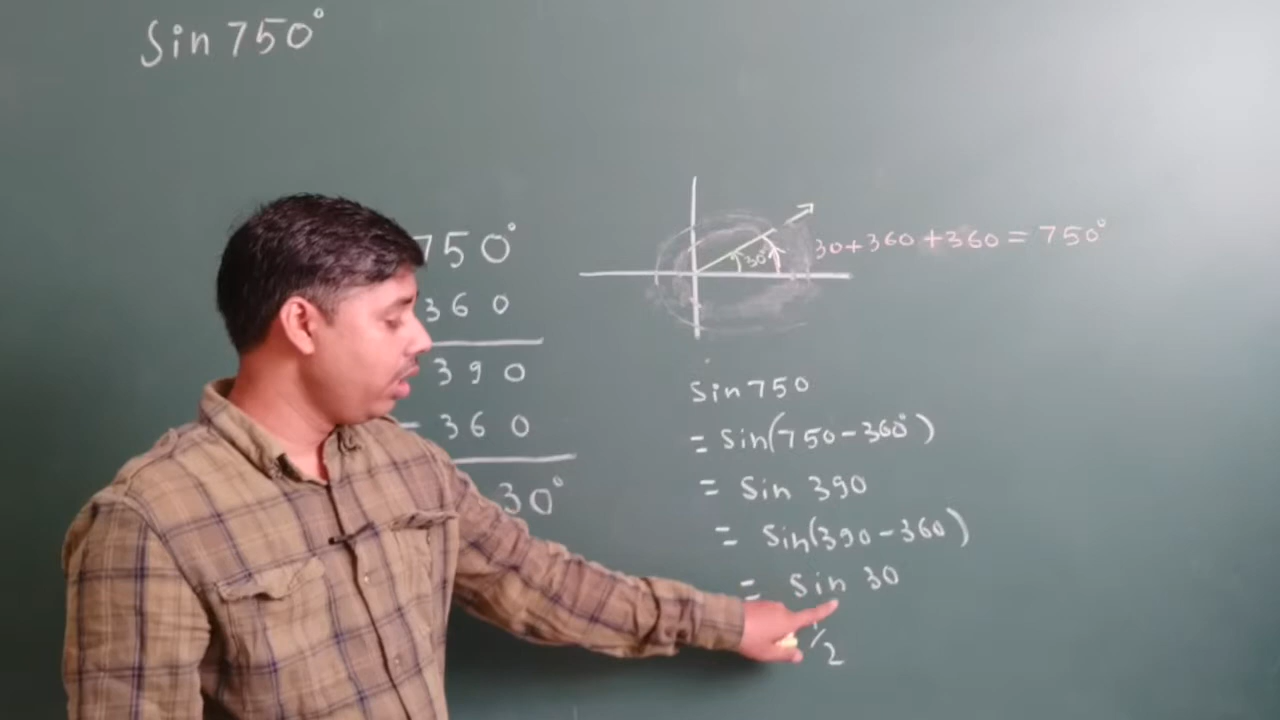 Sin 750°
750°
360
390
- 360
30°
30°
30+360+360=750°
Sin 750
= Sin(750-360°)
= Sin 390
= Sin(390-360)
= Sin 30
1/2